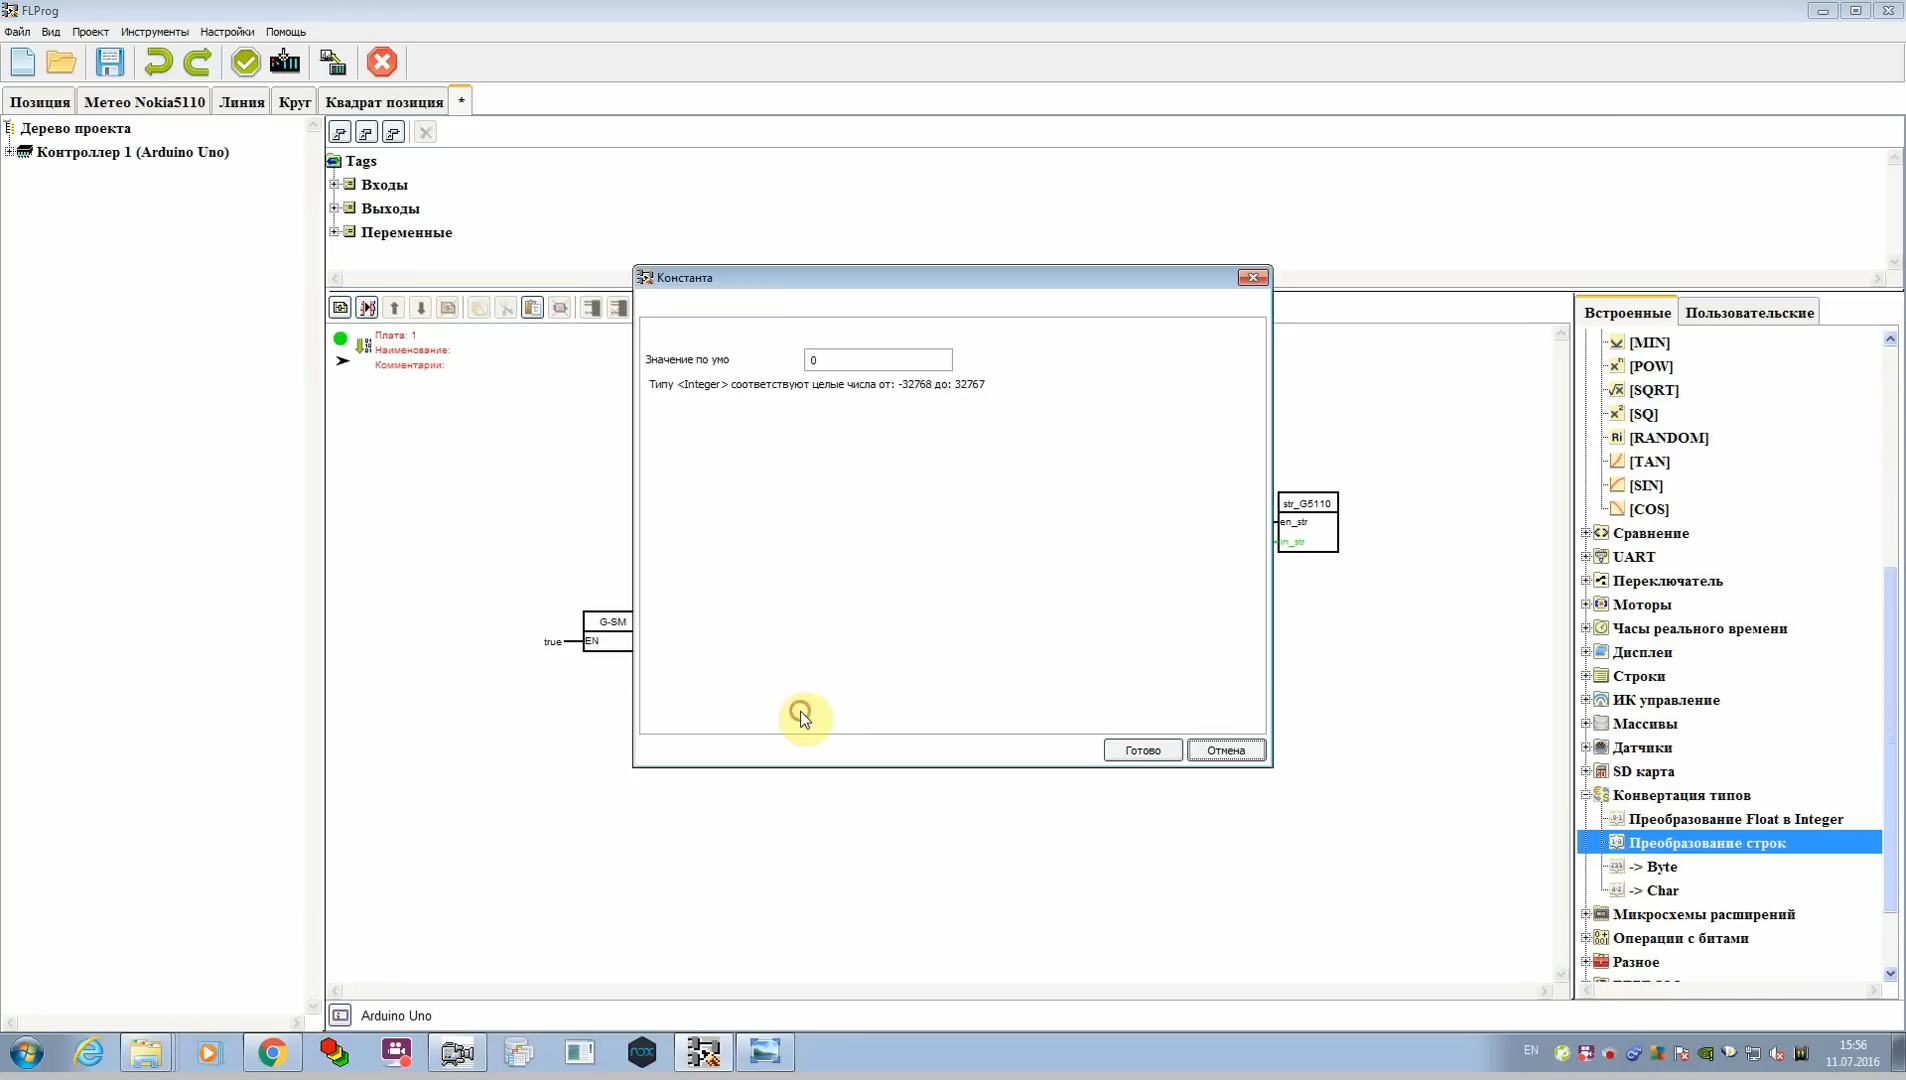 FLProg
Файл Вид Проект Инструменты Настройки Помощь
Позиция Метео Nokia5110 Линия Круг Квадрат позиция *
Дерево проекта
Контроллер 1 (Arduino Uno)
Tags
Входы
Выходы
Переменные
Плата: 1
Наименование:
Комментарии:
G-SM
true
EN
Константа
Значение по умо
0
Типу <Integer> соответствуют целые числа от: -32768 до: 32767
Готово Отмена
str_G5110
en_str
in_str
Встроенные Пользовательские
[MIN]
[POW]
[SQRT]
[SQ]
[RANDOM]
[TAN]
[SIN]
[COS]
Сравнение
UART
Переключатель
Моторы
Часы реального времени
Дисплеи
Строки
ИК управление
Массивы
Датчики
SD карта
Конвертация типов
Преобразование Float в Integer
Преобразование строк
-> Byte
-> Char
Микросхемы расширений
Операции с битами
Разное
Arduino Uno
nox
EN
15:56
11.07.2016